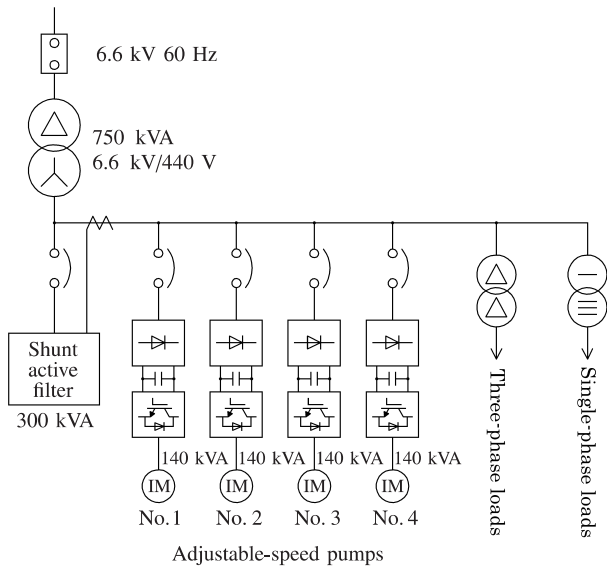 6.6 kV 60 Hz
750 kVA
6.6 kV/440 V
Shunt
active
filter
300 kVA
140 kVA 140 kVA 140 kVA 140 kVA
IM IM IM IM
No.1 No.2 No.3 No.4
Adjustable-speed pumps
Three-phase loads
Single-phase loads